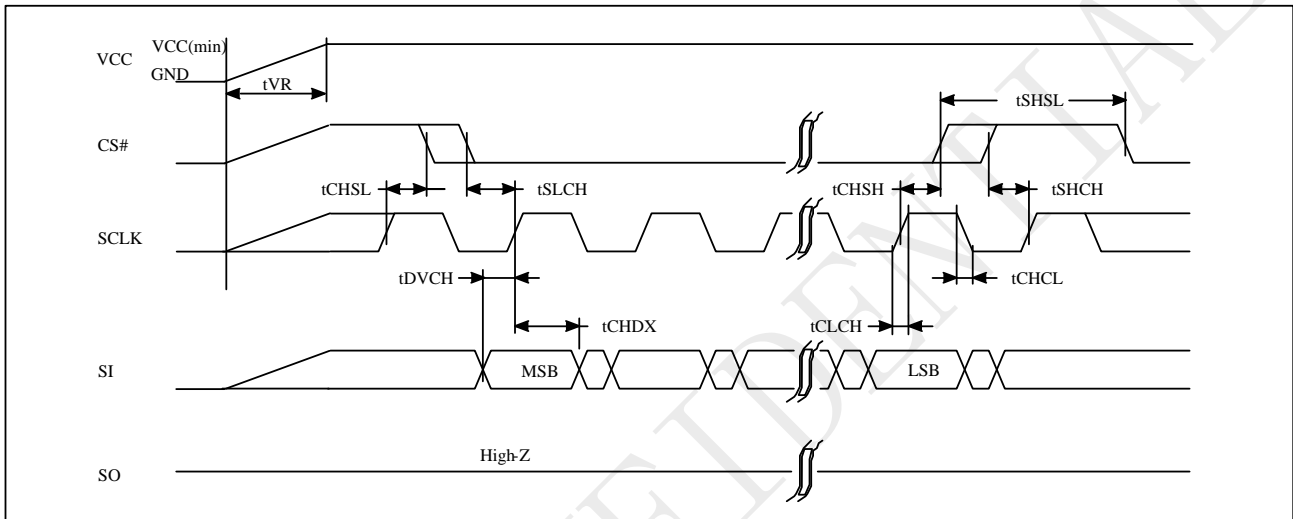 VCC
VCC(min)
GND
tVR
tSHSL
CS#
tCHSL
tSLCH
tCHSH
tSHCH
SCLK
tDVCH
tCHCL
tCHDX
tCLCH
SI
MSB
LSB
High-Z
SO